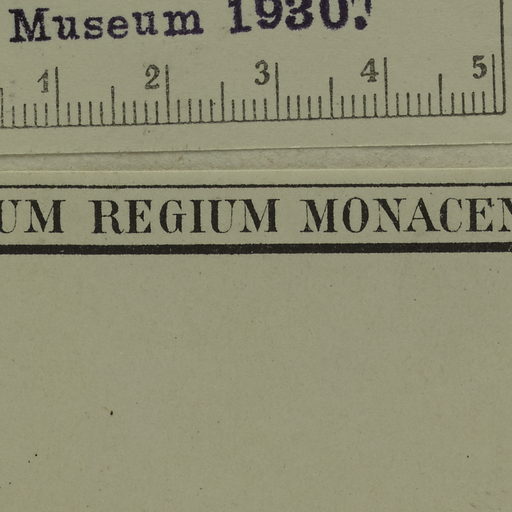 Museum 1930.
1 2 3 4 5
UM REGIUM MONACEN